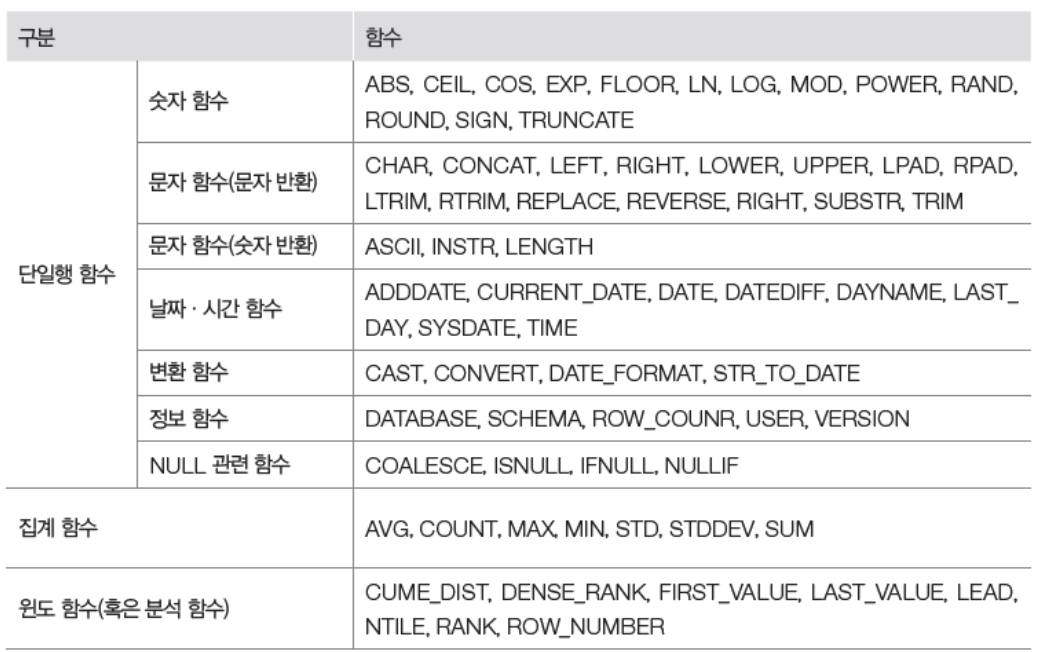 구분 함수
단일행 함수
숫자 함수
ABS, CEIL, COS, EXP, FLOOR, LN, LOG, MOD, POWER, RAND,
ROUND, SIGN, TRUNCATE
문자 함수(문자 반환)
CHAR, CONCAT, LEFT, RIGHT, LOWER, UPPER, LPAD, RPAD,
LTRIM, RTRIM, REPLACE, REVERSE, RIGHT, SUBSTR, TRIM
문자 함수(숫자 반환) ASCII, INSTR, LENGTH
날짜 · 시간 함수
ADDDATE, CURRENT_DATE, DATE, DATEDIFF, DAYNAME, LAST_
DAY, SYSDATE, TIME
변환 함수 CAST, CONVERT, DATE_FORMAT, STR_TO_DATE
정보 함수 DATABASE, SCHEMA, ROW_COUNR, USER, VERSION
NULL 관련 함수 COALESCE, ISNULL, IFNULL, NULLIF
집계 함수 AVG, COUNT, MAX, MIN, STD, STDDEV, SUM
윈도 함수(혹은 분석 함수)
CUME_DIST, DENSE_RANK, FIRST_VALUE, LAST_VALUE, LEAD,
NTILE, RANK, ROW_NUMBER